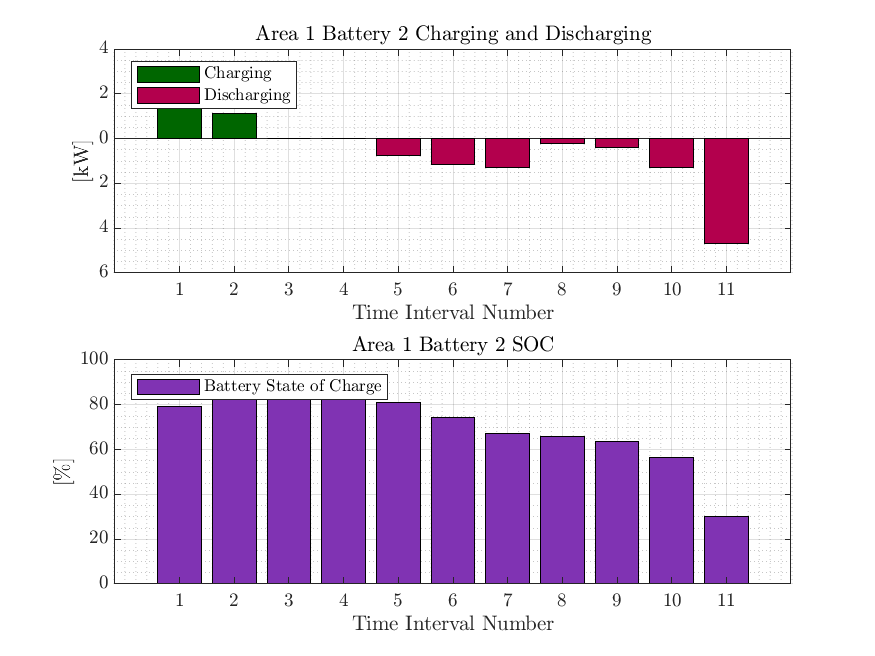 Area 1 Battery 2 Charging and Discharging
4
2
0
2
4
6
[kW]
Charging
Discharging
1 2 3 4 5 6 7 8 9 10 11
Time Interval Number
Area 1 Battery 2 SOC
100
80
60
40
20
0
[%]
Battery State of Charge
1 2 3 4 5 6 7 8 9 10 11
Time Interval Number